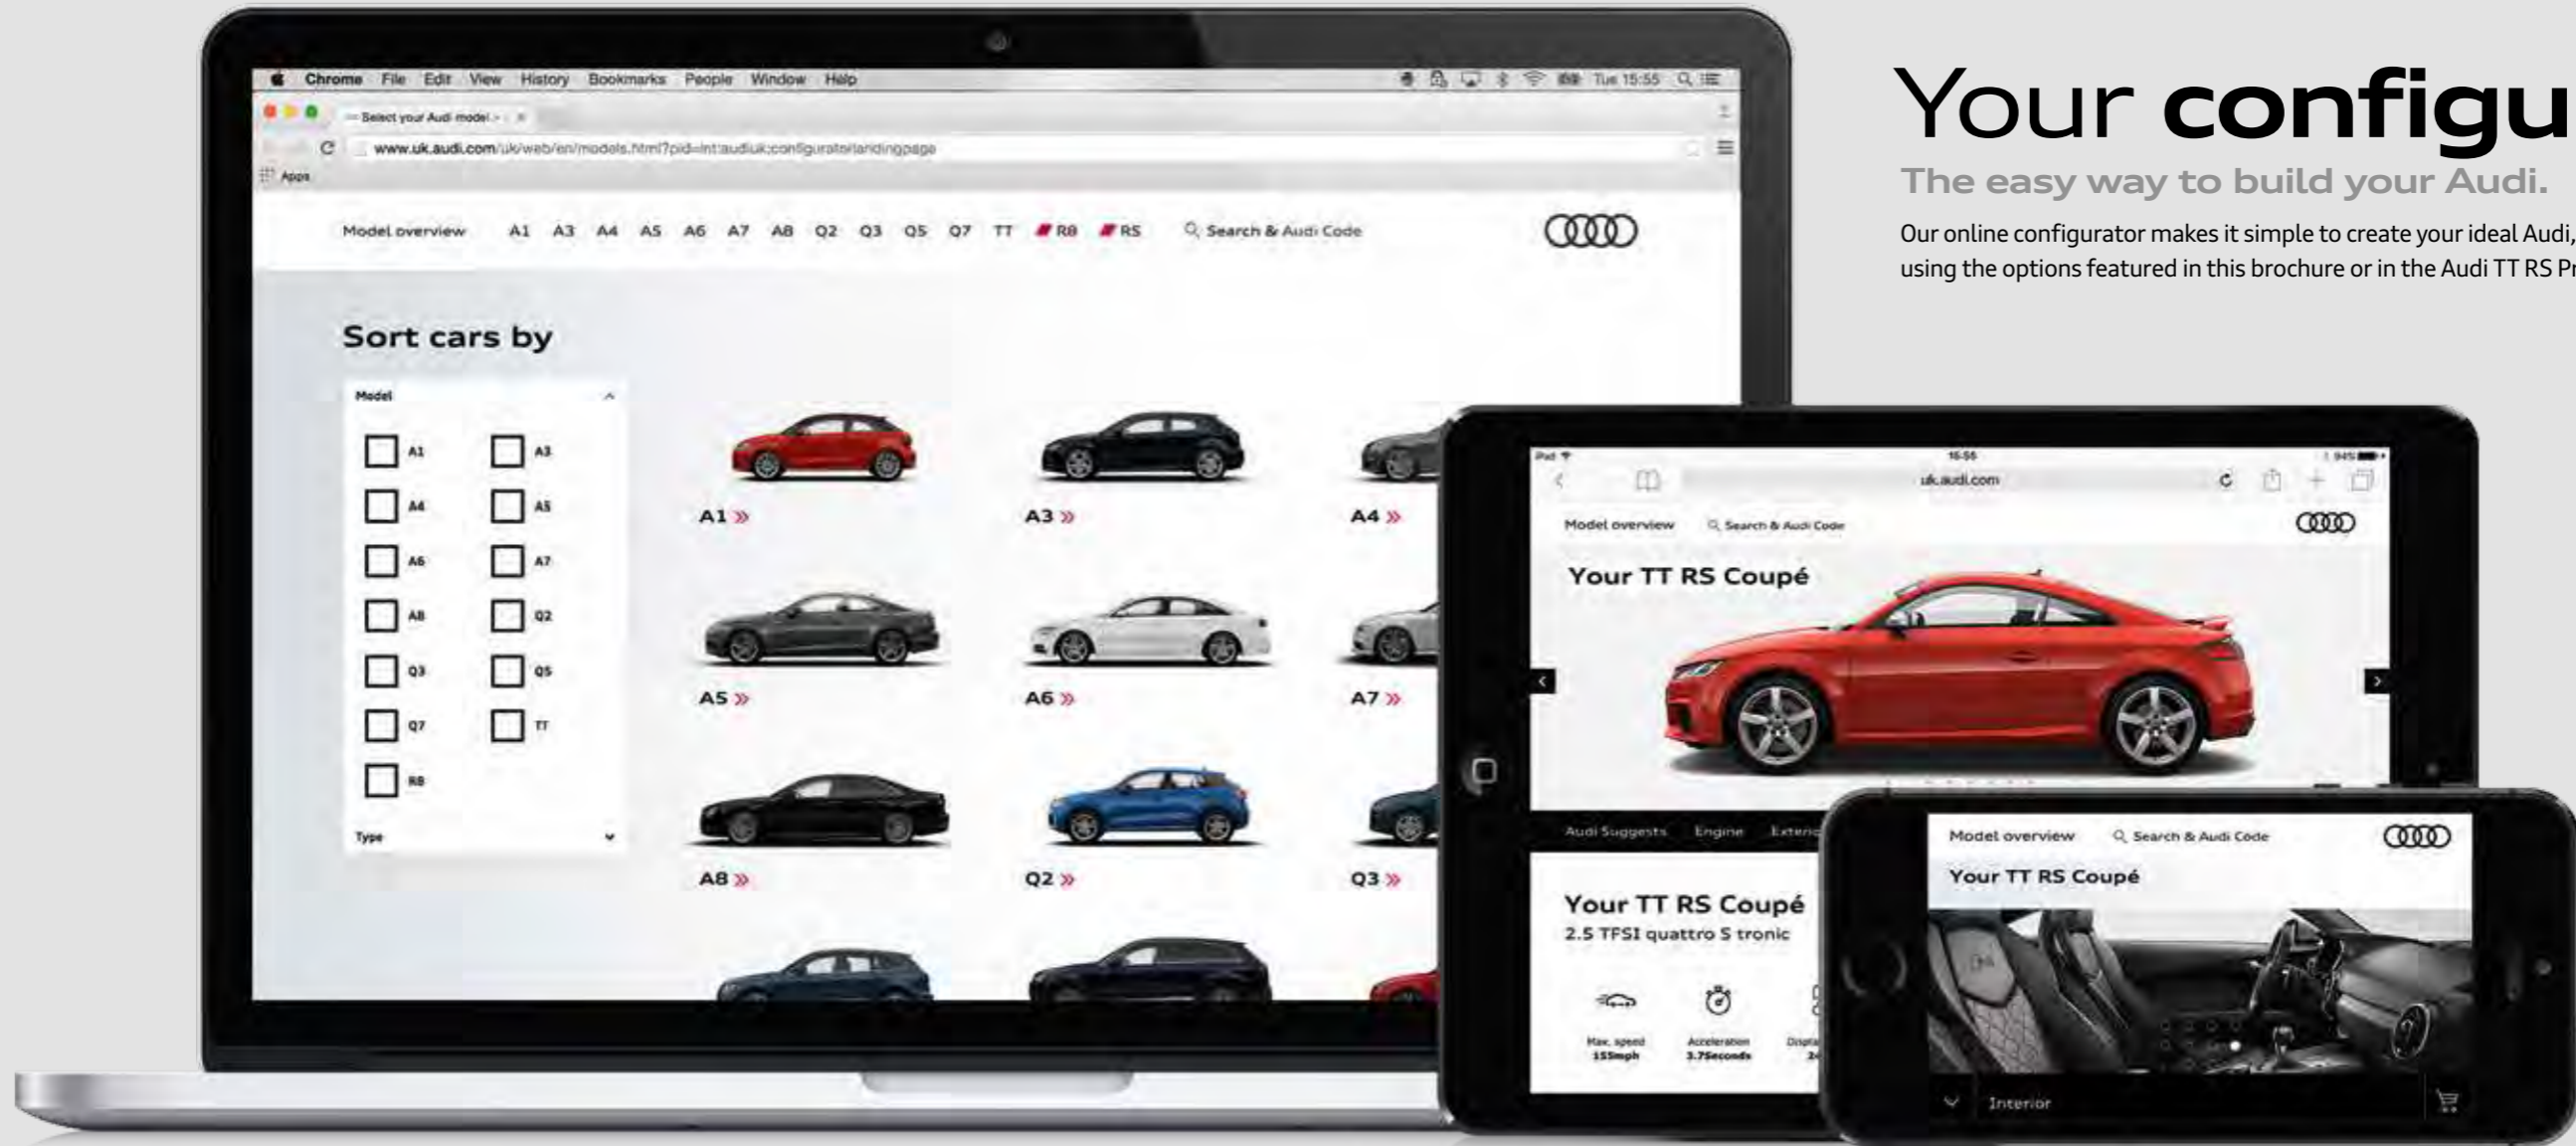 Chrome File Edit View History Bookmarks People Window Help
Tue 15:55
Select your Audi model
www.uk.audi.com/uk/web/en/models.html?pid=int:audiuk:configuratorlandingpage
Apps
Model overview A1 A3 A4 A5 A6 A7 A8 Q2 Q3 Q5 Q7 TT R8 RS Search & Audi Code
Sort cars by
Model
A1 A3
A4 A5
A6 A7
A8 Q2
Q3 Q5
Q7 TT
R8
Type
A1 » A3 » A4 »
A5 » A6 » A7 »
A8 » Q2 » Q3 »
Your configu
The easy way to build your Audi.
Our online configurator makes it simple to create your ideal Audi,
using the options featured in this brochure or in the Audi TT RS Pr
iPad 15:55 94%
uk.audi.com
Model overview Search & Audi Code
Your TT RS Coupé
Audi Suggests Engine Exterio
Your TT RS Coupé
2.5 TFSI quattro S tronic
Max. speed Acceleration Displa
155mph 3.7Seconds 24
Model overview Search & Audi Code
Your TT RS Coupé
Interior